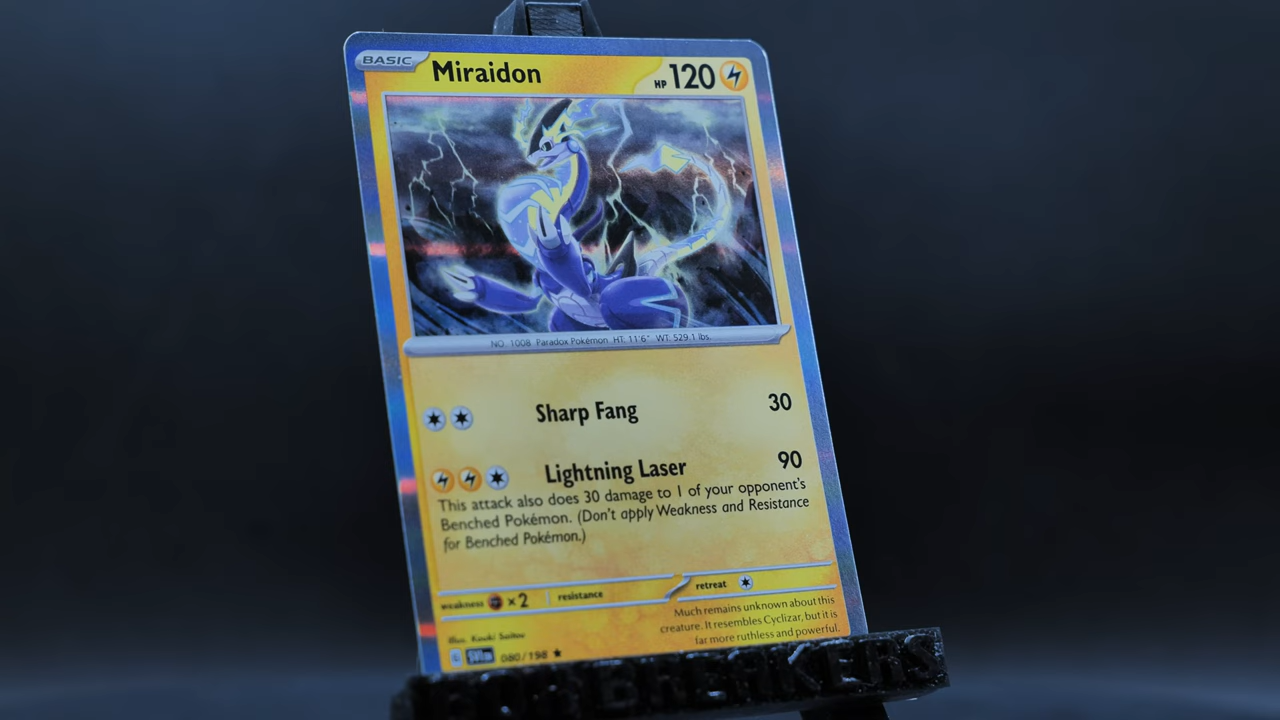 BASIC Miraidon HP 120
NO. 1008 Paradox Pokémon HT: 11'6" WT: 529.1 lbs.
Sharp Fang 30
Lightning Laser 90
This attack also does 30 damage to 1 of your opponent's
Benched Pokémon. (Don't apply Weakness and Resistance
for Benched Pokémon.)
weakness ×2 resistance retreat
Much remains unknown about this
creature. It resembles Cyclizar, but it is
far more ruthless and powerful.
Illus. Kouki Saitou
G SVI EN 080/198